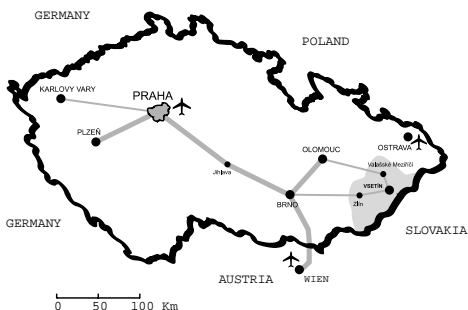 GERMANY
POLAND
KARLOVY VARY
PRAHA
PLZEŇ
OSTRAVA
OLOMOUC
Valašské Meziříčí
Jihlava
VSETÍN
BRNO
Zlín
GERMANY
SLOVAKIA
AUSTRIA
WIEN
0 50 100 Km